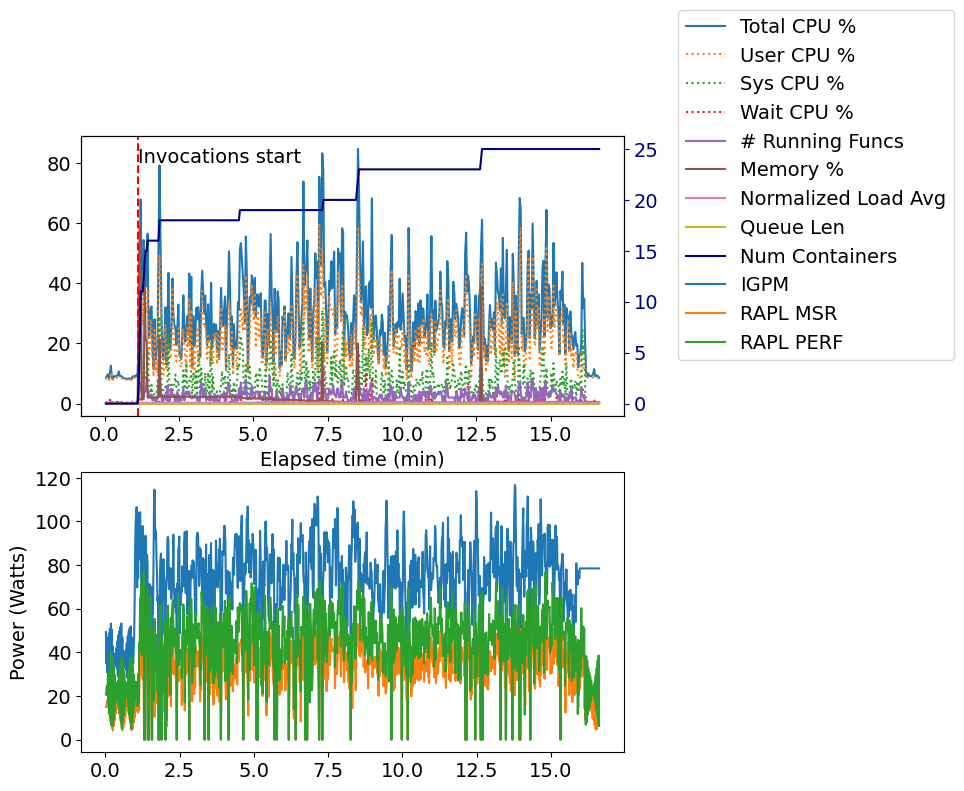 Total CPU %
User CPU %
Sys CPU %
Wait CPU %
# Running Funcs
Memory %
Normalized Load Avg
Queue Len
Num Containers
IGPM
RAPL MSR
RAPL PERF
Invocations start
80
60
40
20
0
25
20
15
10
5
0
0.0 2.5 5.0 7.5 10.0 12.5 15.0
Elapsed time (min)
Power (Watts)
120
100
80
60
40
20
0
0.0 2.5 5.0 7.5 10.0 12.5 15.0